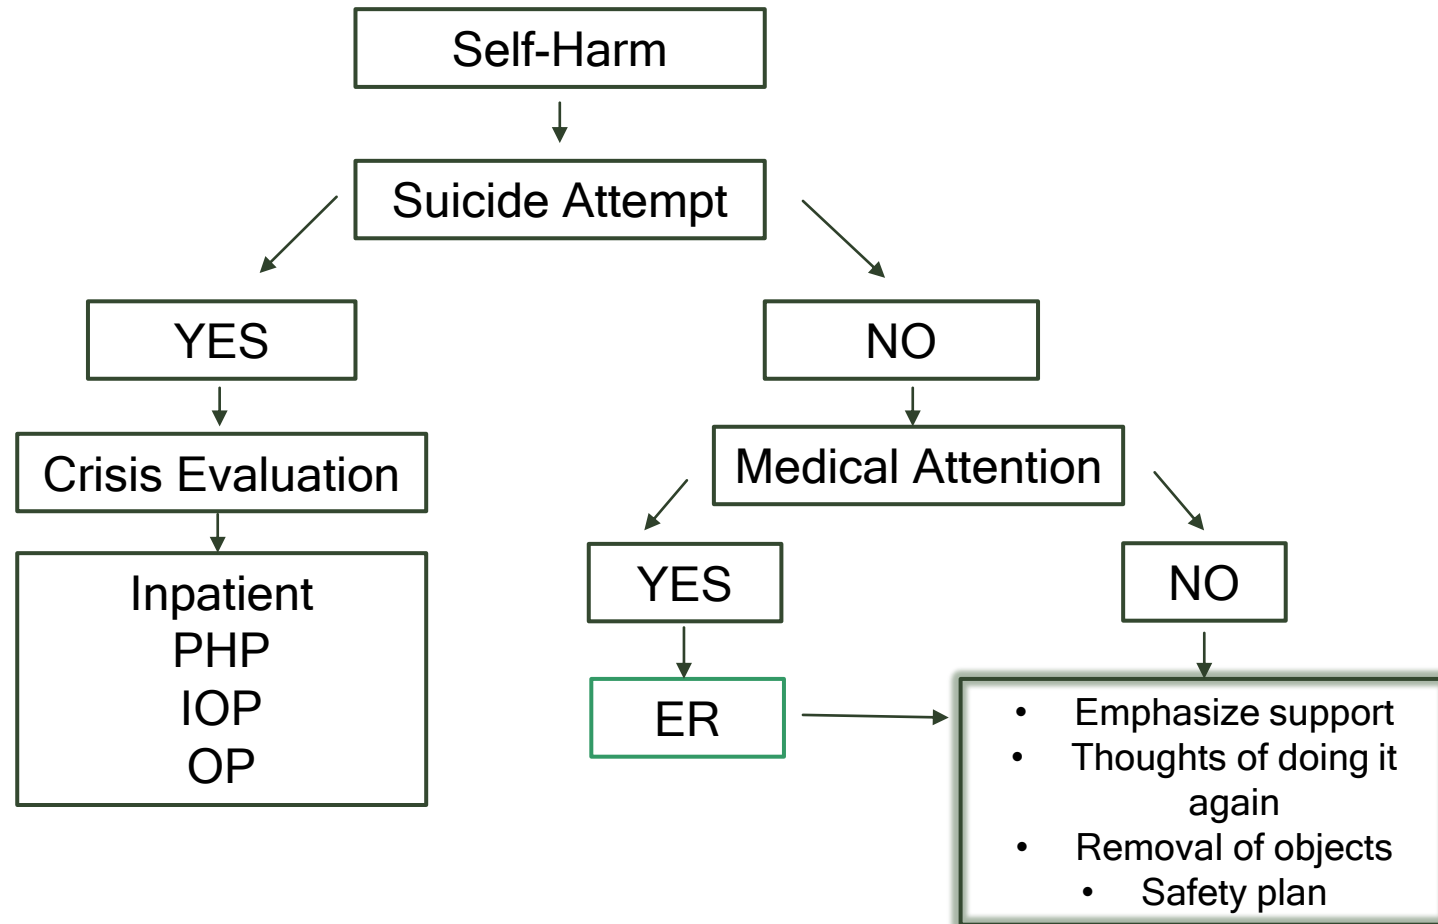 Self-Harm
Suicide Attempt
YES
NO
Crisis Evaluation
Medical Attention
Inpatient
PHP
IOP
OP
YES
NO
ER
• Emphasize support
• Thoughts of doing it
again
• Removal of objects
• Safety plan